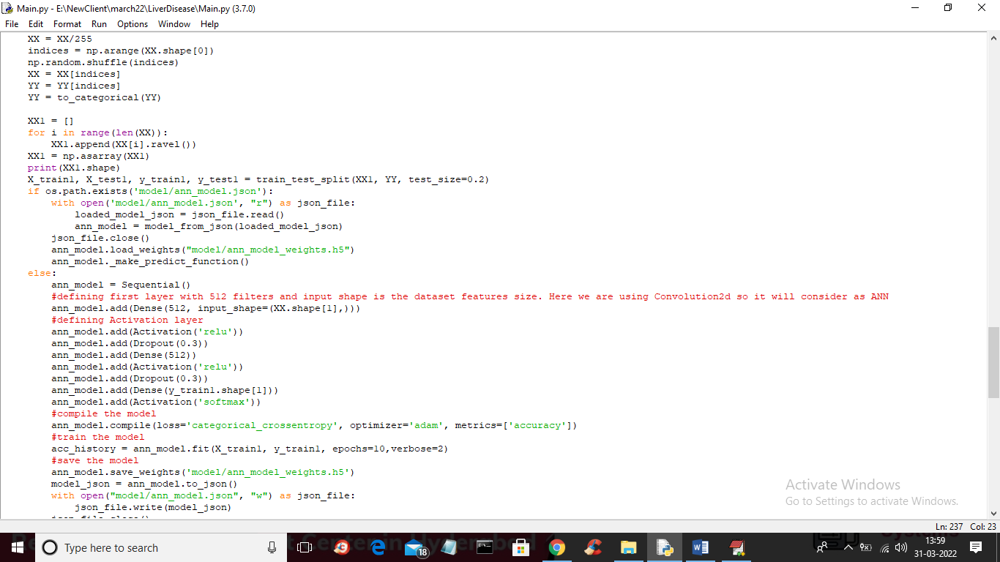 Main.py - E:\NewClient\march22\LiverDisease\Main.py (3.7.0)
File Edit Format Run Options Window Help
XX = XX/255
indices = np.arange(XX.shape[0])
np.random.shuffle(indices)
XX = XX[indices]
YY = YY[indices]
YY = to_categorical(YY)
XX1 = []
for i in range(len(XX)):
XX1.append(XX[i].ravel())
XX1 = np.asarray(XX1)
print(XX1.shape)
X_train1, X_test1, y_train1, y_test1 = train_test_split(XX1, YY, test_size=0.2)
if os.path.exists('model/ann_model.json'):
with open('model/ann_model.json', "r") as json_file:
loaded_model_json = json_file.read()
ann_model = model_from_json(loaded_model_json)
json_file.close()
ann_model.load_weights("model/ann_model_weights.h5")
ann_model._make_predict_function()
else:
ann_model = Sequential()
#defining first layer with 512 filters and input shape is the dataset features size. Here we are using Convolution2d so it will consider as ANN
ann_model.add(Dense(512, input_shape=(XX.shape[1],)))
#defining Activation layer
ann_model.add(Activation('relu'))
ann_model.add(Dropout(0.3))
ann_model.add(Dense(512))
ann_model.add(Activation('relu'))
ann_model.add(Dropout(0.3))
ann_model.add(Dense(y_train1.shape[1]))
ann_model.add(Activation('softmax'))
#compile the model
ann_model.compile(loss='categorical_crossentropy', optimizer='adam', metrics=['accuracy'])
#train the model
acc_history = ann_model.fit(X_train1, y_train1, epochs=10,verbose=2)
#save the model
ann_model.save_weights('model/ann_model_weights.h5')
model_json = ann_model.to_json()
with open("model/ann_model.json", "w") as json_file:
json_file.write(model_json)
Activate Windows
Go to Settings to activate Windows.
Ln: 237 Col: 23
Type here to search
18
13:59
31-03-2022